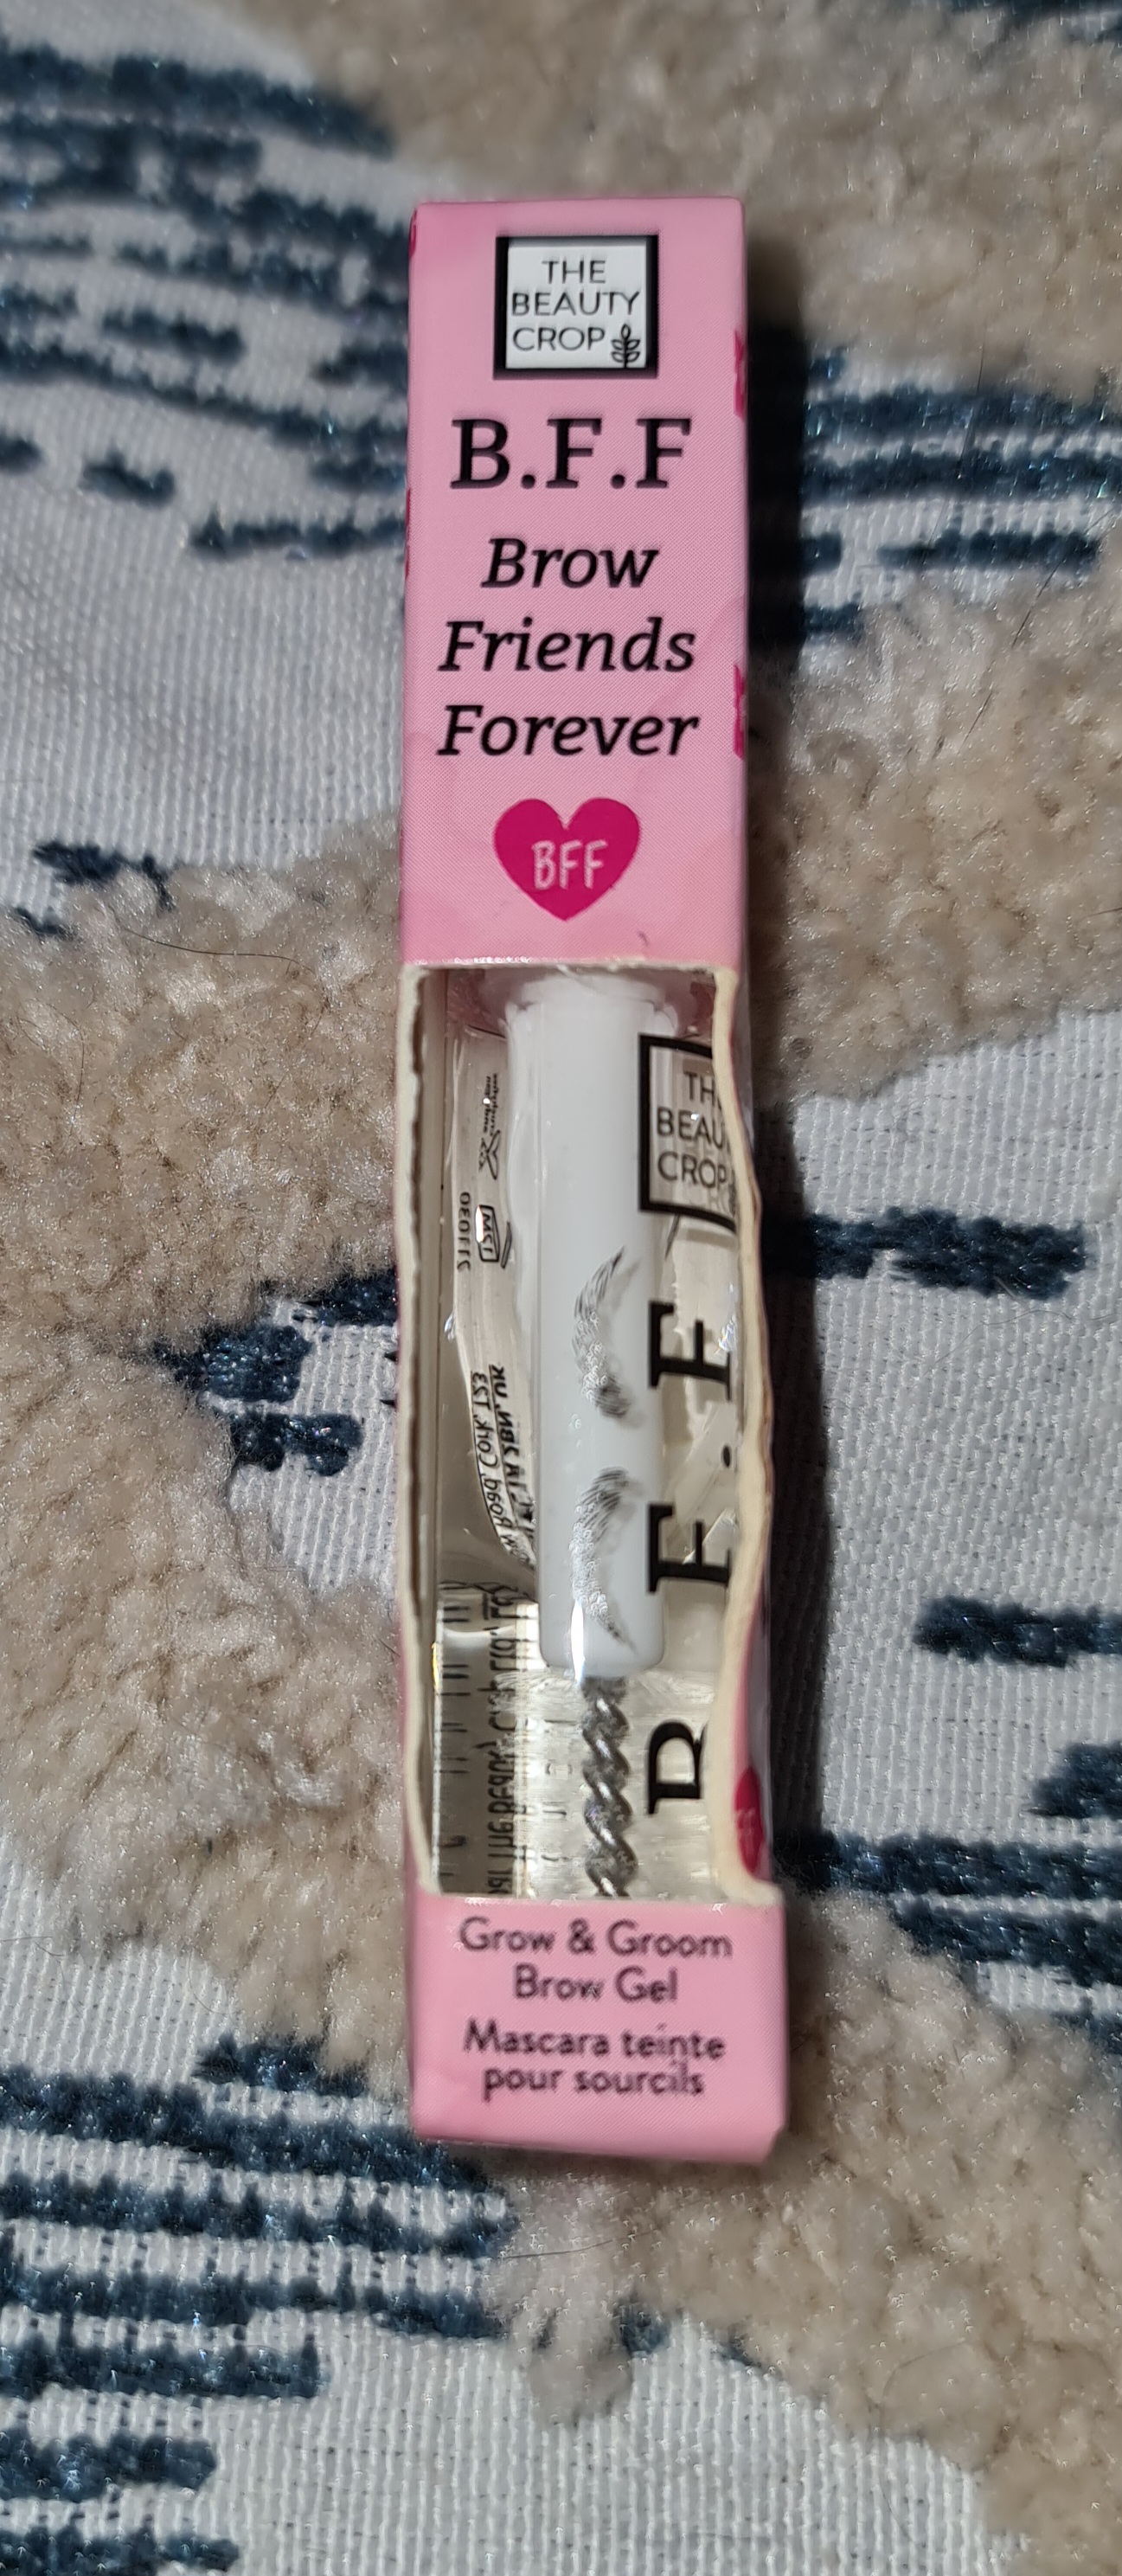 THE
BEAUTY
CROP
B.F.F
Brow
Friends
Forever
BFF
THE
BEAU
CROP
B.F.F
Grow & Groom
Brow Gel
Mascara teinte
pour sourcils